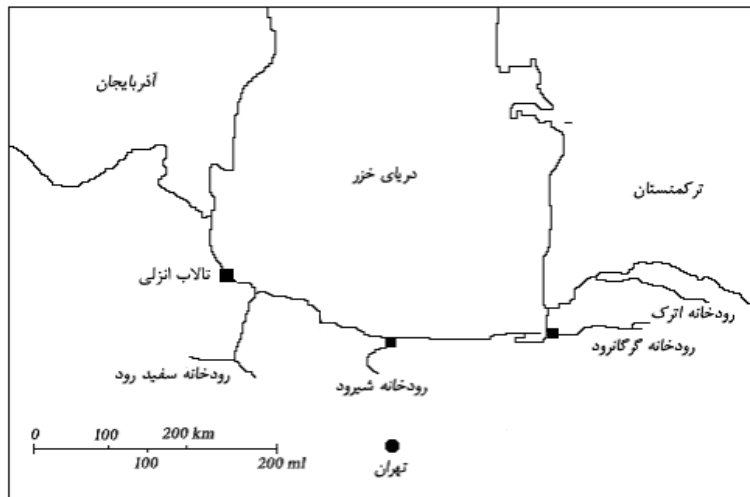 آذربایجان
دریای خزر
ترکمنستان
تالاب انزلی
رودخانه اترک
رودخانه گرگانرود
رودخانه سفید رود
رودخانه شیرود
0 100 200 km
100 200 ml
تهران